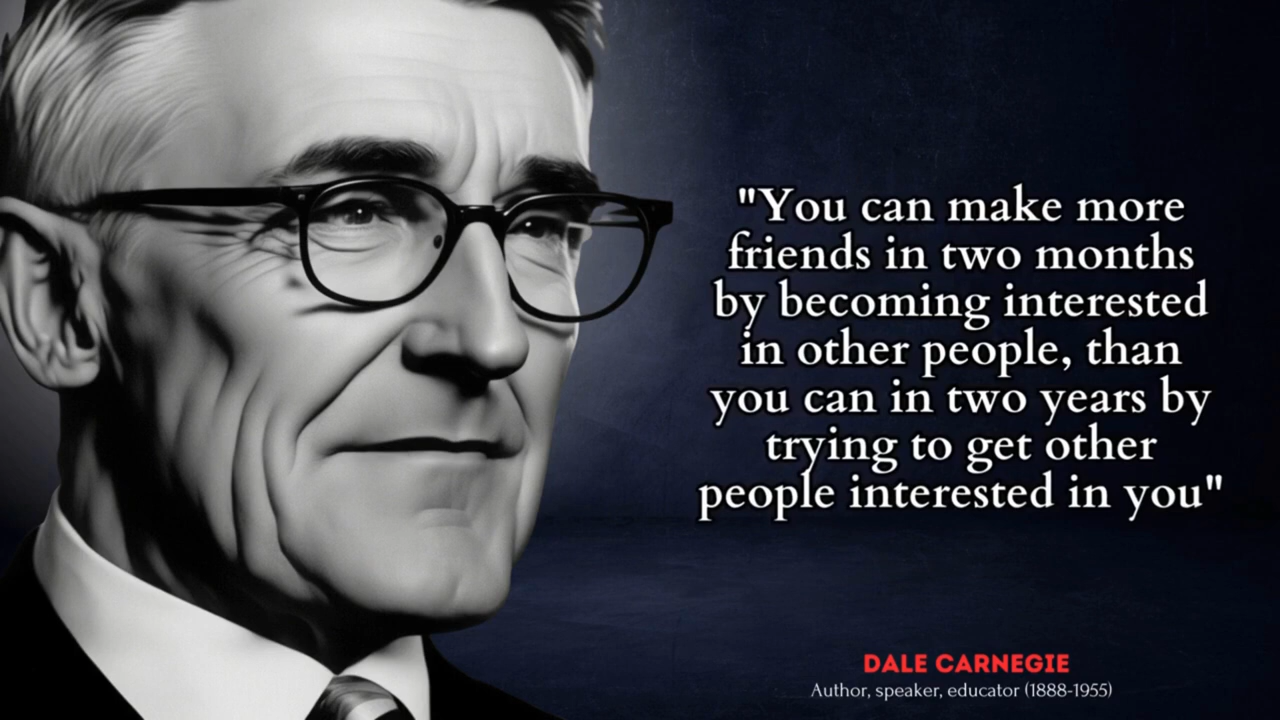 "You can make more
friends in two months
by becoming interested
in other people, than
you can in two years by
trying to get other
people interested in you"
DALE CARNEGIE
Author, speaker, educator (1888-1955)